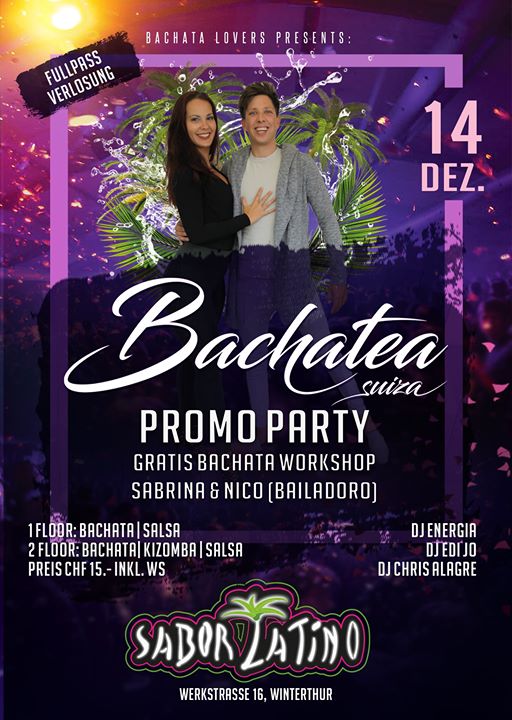 BACHATA LOVERS PRESENTS:
FULLPASS
VERLOSUNG
14
DEZ.
Bachatea
suiza
PROMO PARTY
GRATIS BACHATA WORKSHOP
SABRINA & NICO (BAILADORO)
1 FLOOR: BACHATA | SALSA
2 FLOOR: BACHATA| KIZOMBA | SALSA
PREIS CHF 15.- INKL. WS
DJ ENERGIA
DJ EDIJO
DJ CHRIS ALAGRE
SABOR LATINO
WERKSTRASSE 16, WINTERTHUR